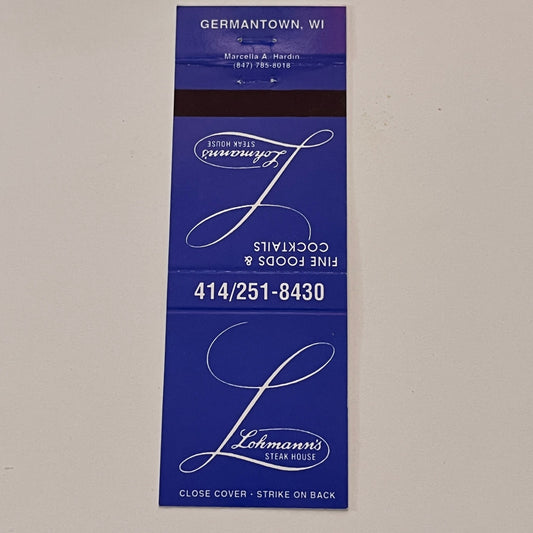 GERMANTOWN, WI
Marcella A. Hardin
(847) 785-8018
Lohmann's
STEAK HOUSE
FINE FOODS &
COCKTAILS
414/251-8430
Lohmann's
STEAK HOUSE
CLOSE COVER · STRIKE ON BACK